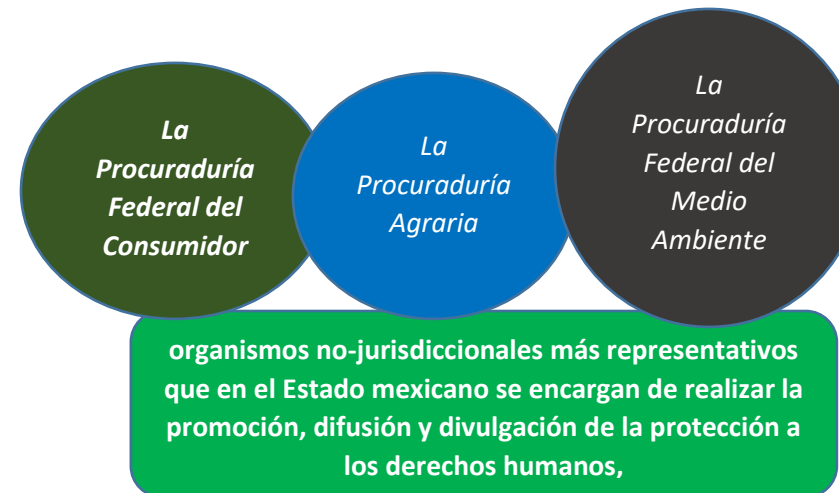 La
Procuraduría
Federal del
Consumidor
La
Procuraduría
Agraria
La
Procuraduría
Federal del
Medio
Ambiente
organismos no-jurisdiccionales más representativos
que en el Estado mexicano se encargan de realizar la
promoción, difusión y divulgación de la protección a
los derechos humanos,